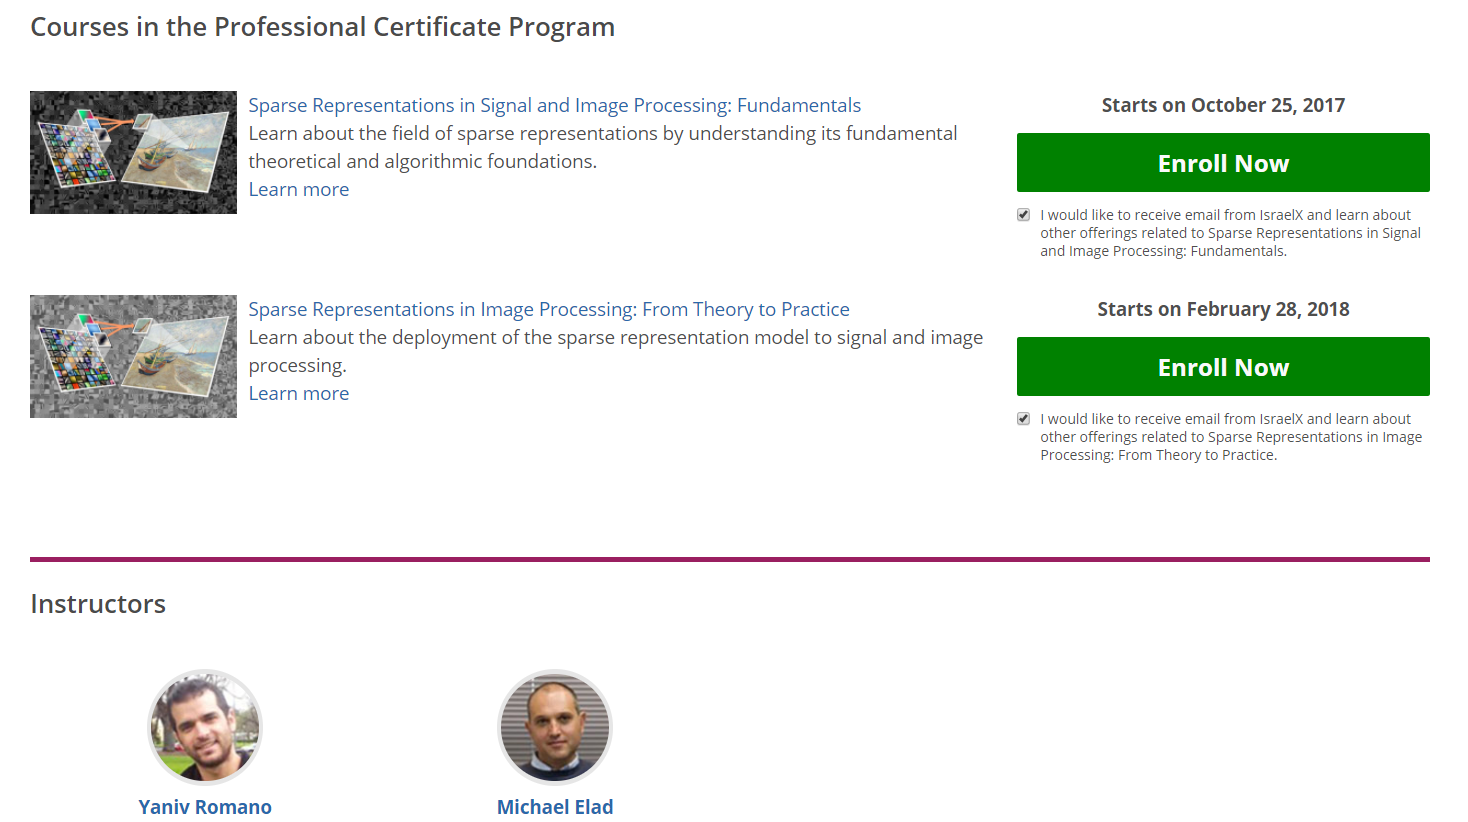 Courses in the Professional Certificate Program
Sparse Representations in Signal and Image Processing: Fundamentals
Learn about the field of sparse representations by understanding its fundamental
theoretical and algorithmic foundations.
Learn more
Starts on October 25, 2017
Enroll Now
I would like to receive email from IsraelX and learn about
other offerings related to Sparse Representations in Signal
and Image Processing: Fundamentals.
Sparse Representations in Image Processing: From Theory to Practice
Learn about the deployment of the sparse representation model to signal and image
processing.
Learn more
Starts on February 28, 2018
Enroll Now
I would like to receive email from IsraelX and learn about
other offerings related to Sparse Representations in Image
Processing: From Theory to Practice.
Instructors
Yaniv Romano
Michael Elad